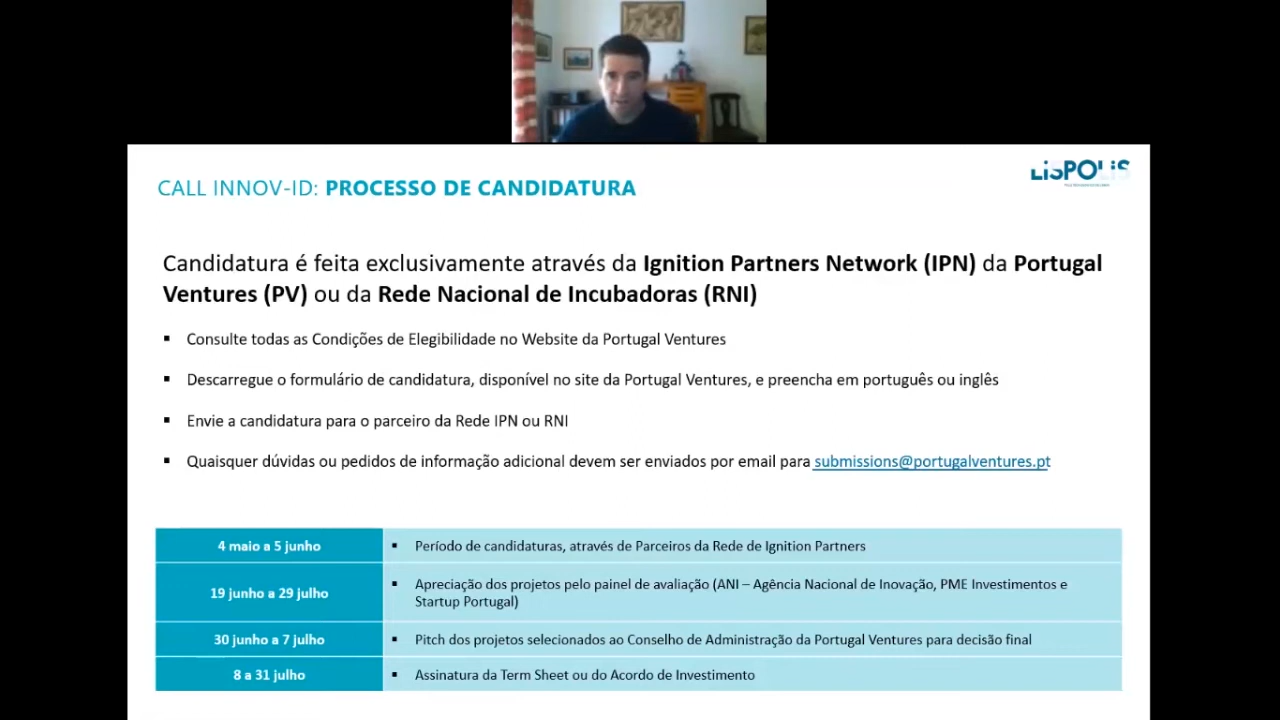 LiSPOLiS
CALL INNOV-ID: PROCESSO DE CANDIDATURA
Candidatura é feita exclusivamente através da Ignition Partners Network (IPN) da Portugal
Ventures (PV) ou da Rede Nacional de Incubadoras (RNI)
▪ Consulte todas as Condições de Elegibilidade no Website da Portugal Ventures
▪ Descarregue o formulário de candidatura, disponível no site da Portugal Ventures, e preencha em português ou inglês
▪ Envie a candidatura para o parceiro da Rede IPN ou RNI
▪ Quaisquer dúvidas ou pedidos de informação adicional devem ser enviados por email para submissions@portugalventures.pt
4 maio a 5 junho ▪ Período de candidaturas, através de Parceiros da Rede de Ignition Partners
19 junho a 29 julho ▪ Apreciação dos projetos pelo painel de avaliação (ANI – Agência Nacional de Inovação, PME Investimentos e
Startup Portugal)
30 junho a 7 julho ▪ Pitch dos projetos selecionados ao Conselho de Administração da Portugal Ventures para decisão final
8 a 31 julho ▪ Assinatura da Term Sheet ou do Acordo de Investimento